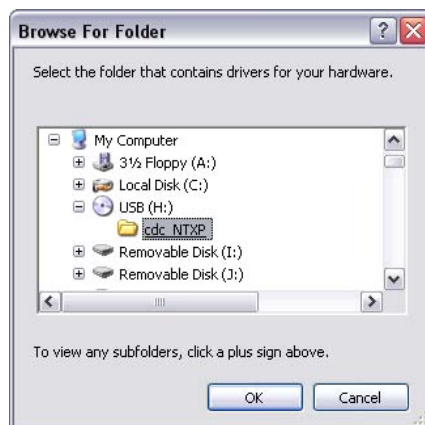 Browse For Folder
Select the folder that contains drivers for your hardware.
My Computer
3½ Floppy (A:)
Local Disk (C:)
USB (H:)
cdc_NTXP
Removable Disk (I:)
Removable Disk (J:)
To view any subfolders, click a plus sign above.
OK Cancel